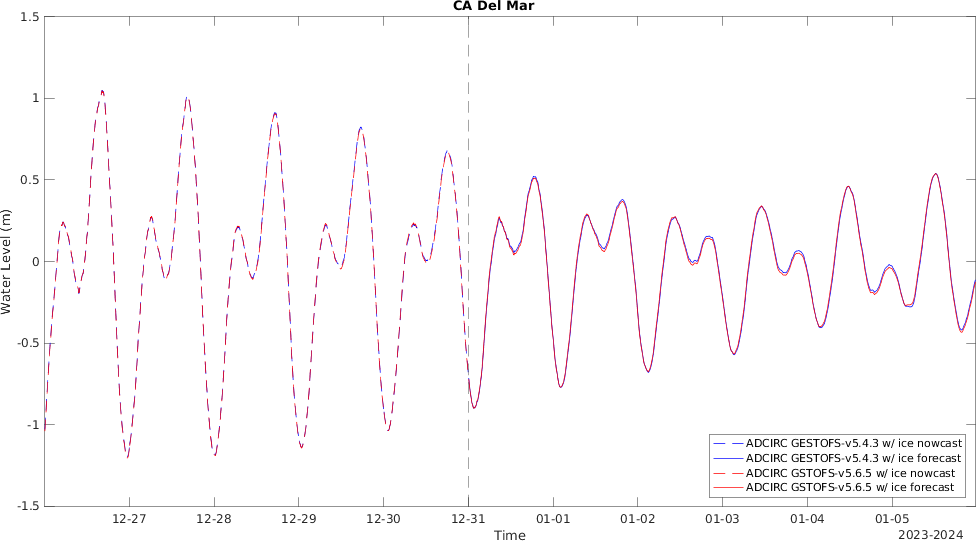 CA Del Mar
1.5
1
0.5
0
-0.5
-1
-1.5
Water Level (m)
12-27
12-28
12-29
12-30
12-31
01-01
01-02
01-03
01-04
01-05
Time
2023-2024
ADCIRC GESTOFS-v5.4.3 w/ ice nowcast
ADCIRC GESTOFS-v5.4.3 w/ ice forecast
ADCIRC GSTOFS-v5.6.5 w/ ice nowcast
ADCIRC GSTOFS-v5.6.5 w/ ice forecast